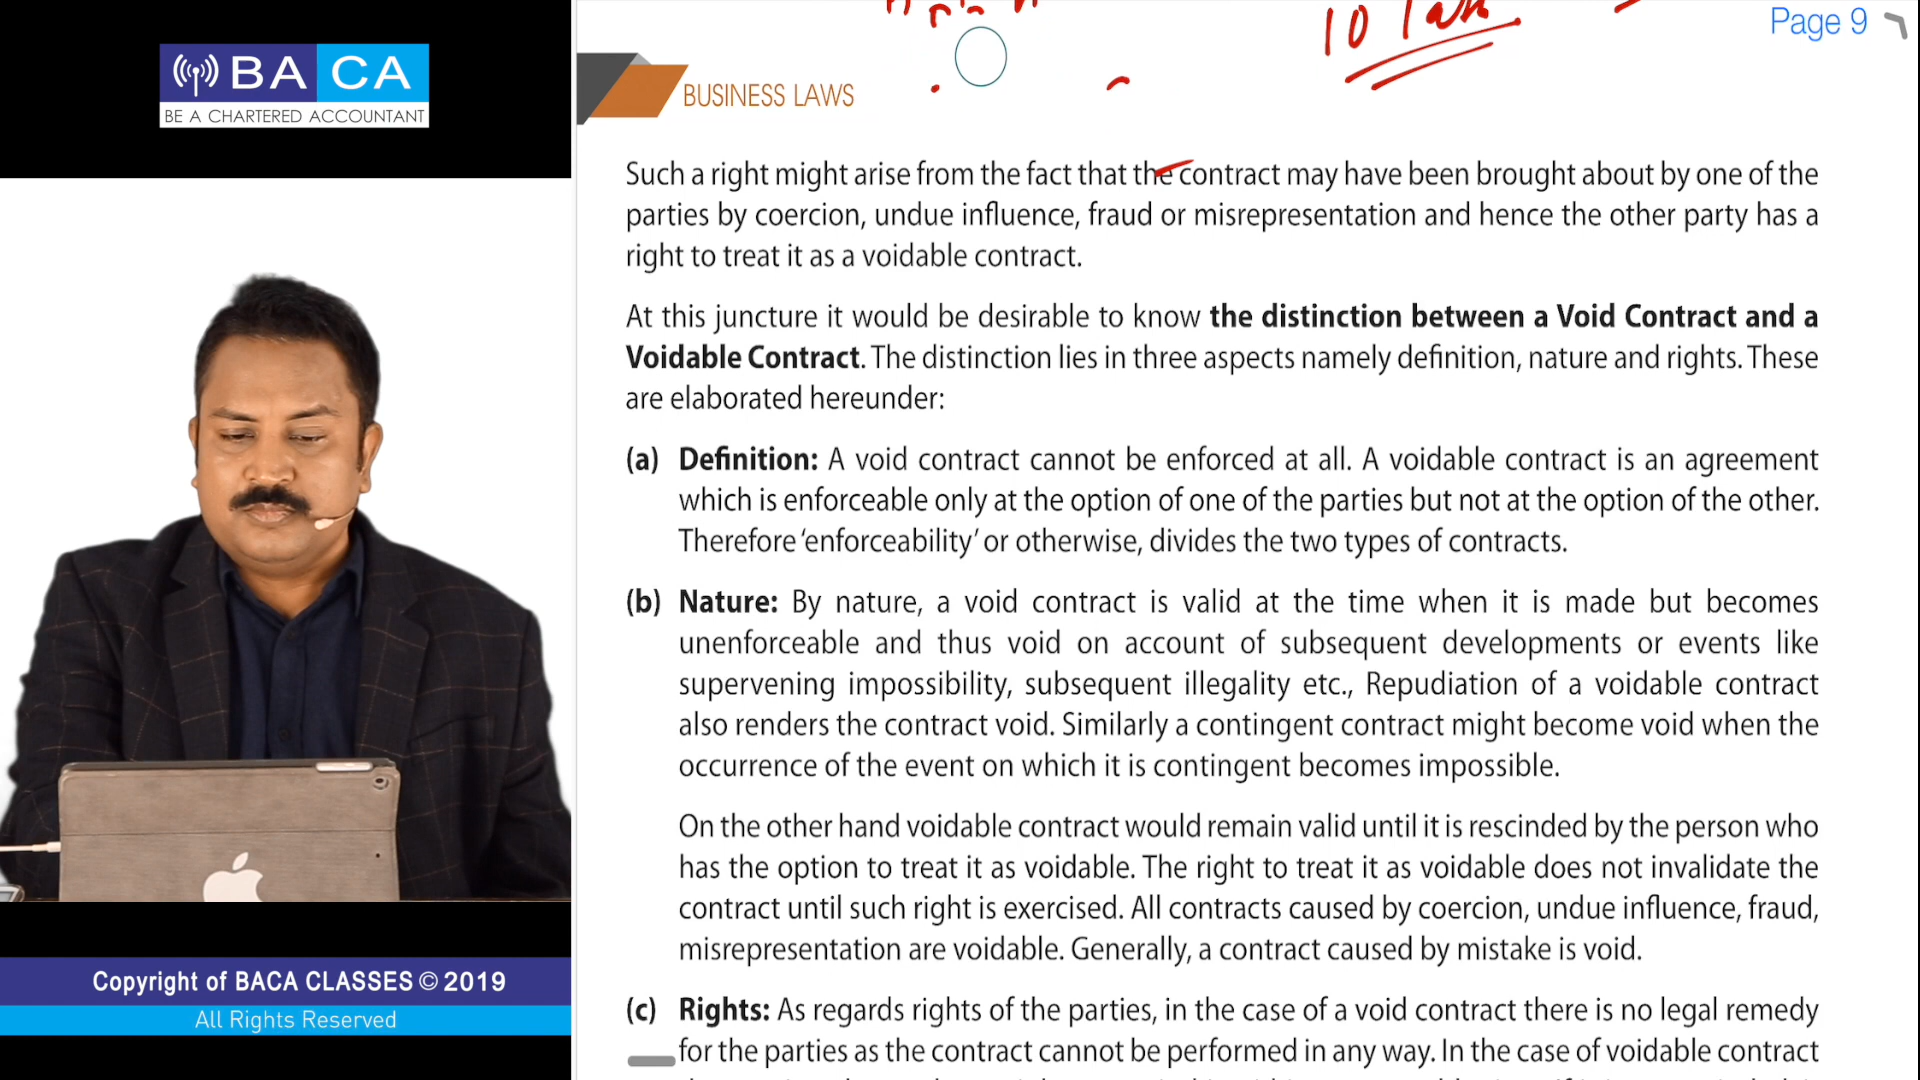 BA CA
BE A CHARTERED ACCOUNTANT
Copyright of BACA CLASSES © 2019
All Rights Reserved
10 Lakh
Page 9
BUSINESS LAWS
Such a right might arise from the fact that the contract may have been brought about by one of the
parties by coercion, undue influence, fraud or misrepresentation and hence the other party has a
right to treat it as a voidable contract.
At this juncture it would be desirable to know the distinction between a Void Contract and a
Voidable Contract. The distinction lies in three aspects namely definition, nature and rights. These
are elaborated hereunder:
(a) Definition: A void contract cannot be enforced at all. A voidable contract is an agreement
which is enforceable only at the option of one of the parties but not at the option of the other.
Therefore 'enforceability' or otherwise, divides the two types of contracts.
(b) Nature: By nature, a void contract is valid at the time when it is made but becomes
unenforceable and thus void on account of subsequent developments or events like
supervening impossibility, subsequent illegality etc., Repudiation of a voidable contract
also renders the contract void. Similarly a contingent contract might become void when the
occurrence of the event on which it is contingent becomes impossible.
On the other hand voidable contract would remain valid until it is rescinded by the person who
has the option to treat it as voidable. The right to treat it as voidable does not invalidate the
contract until such right is exercised. All contracts caused by coercion, undue influence, fraud,
misrepresentation are voidable. Generally, a contract caused by mistake is void.
(c) Rights: As regards rights of the parties, in the case of a void contract there is no legal remedy
for the parties as the contract cannot be performed in any way. In the case of voidable contract